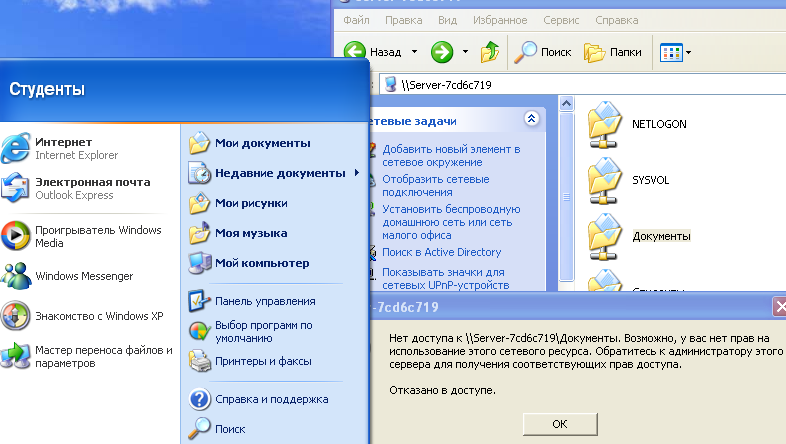 Файл Правка Вид Избранное Сервис Справка
Назад Поиск Папки
\\Server-7cd6c719
Студенты
Интернет
Internet Explorer
Электронная почта
Outlook Express
Проигрыватель Windows
Media
Windows Messenger
Знакомство с Windows XP
Мастер переноса файлов и
параметров
Мои документы
Недавние документы
Мои рисунки
Моя музыка
Мой компьютер
Панель управления
Выбор программ по
умолчанию
Принтеры и факсы
Справка и поддержка
Поиск
етевые задачи
Добавить новый элемент в
сетевое окружение
Отобразить сетевые
подключения
Установить беспроводную
домашнюю сеть или сеть
малого офиса
Поиск в Active Directory
Показывать значки для
сетевых UPnP-устройств
NETLOGON
SYSVOL
Документы
-7cd6c719
Нет доступа к \\Server-7cd6c719\Документы. Возможно, у вас нет прав на
использование этого сетевого ресурса. Обратитесь к администратору этого
сервера для получения соответствующих прав доступа.
Отказано в доступе.
ОК